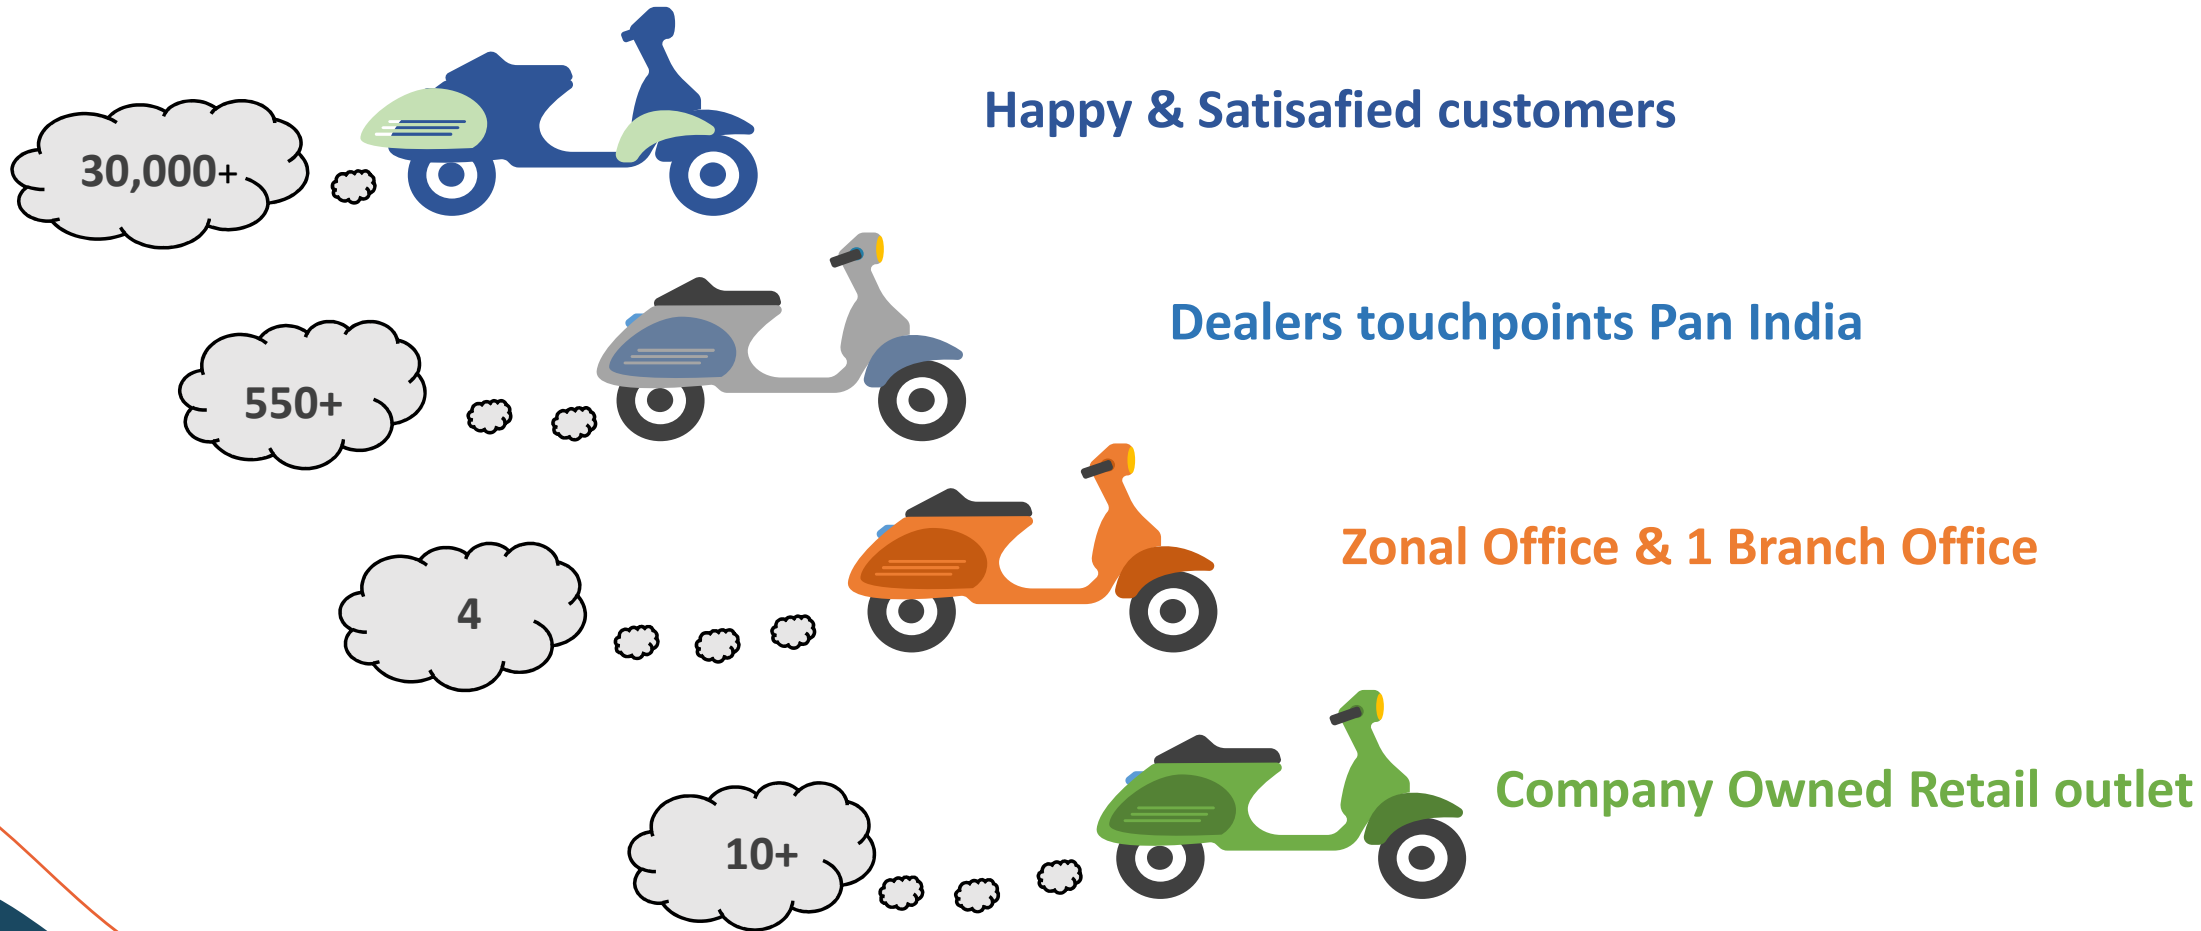 30,000+
Happy & Satisafied customers
550+
Dealers touchpoints Pan India
4
Zonal Office & 1 Branch Office
10+
Company Owned Retail outlet